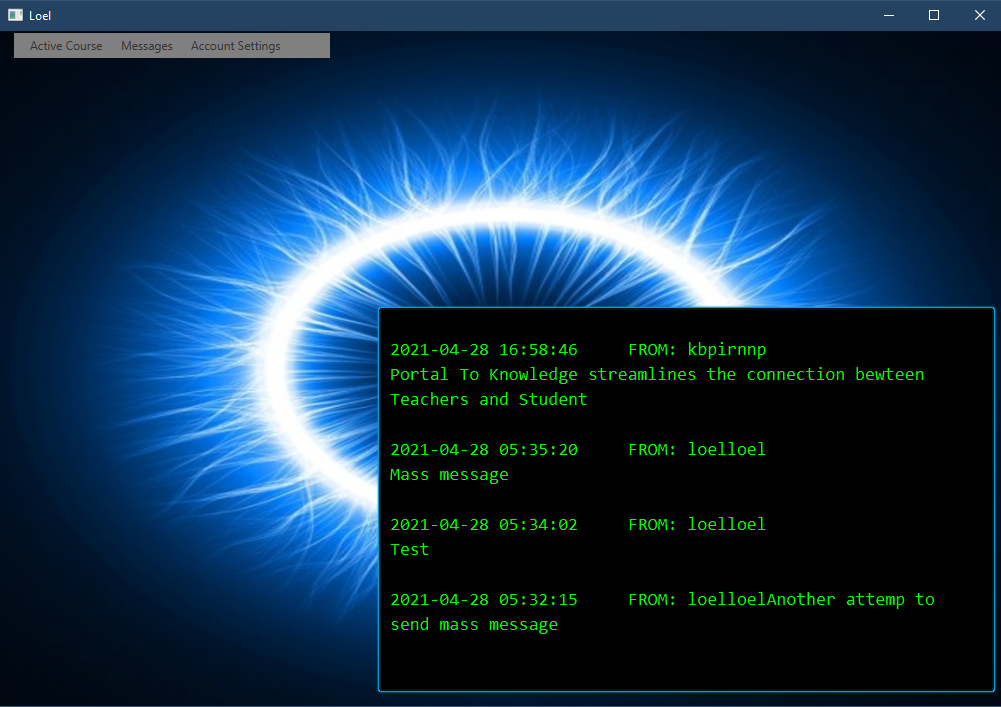 Loel
Active Course Messages Account Settings
2021-04-28 16:58:46 FROM: kbpirnnp
Portal To Knowledge streamlines the connection bewteen
Teachers and Student
2021-04-28 05:35:20 FROM: loelloel
Mass message
2021-04-28 05:34:02 FROM: loelloel
Test
2021-04-28 05:32:15 FROM: loelloelAnother attemp to
send mass message